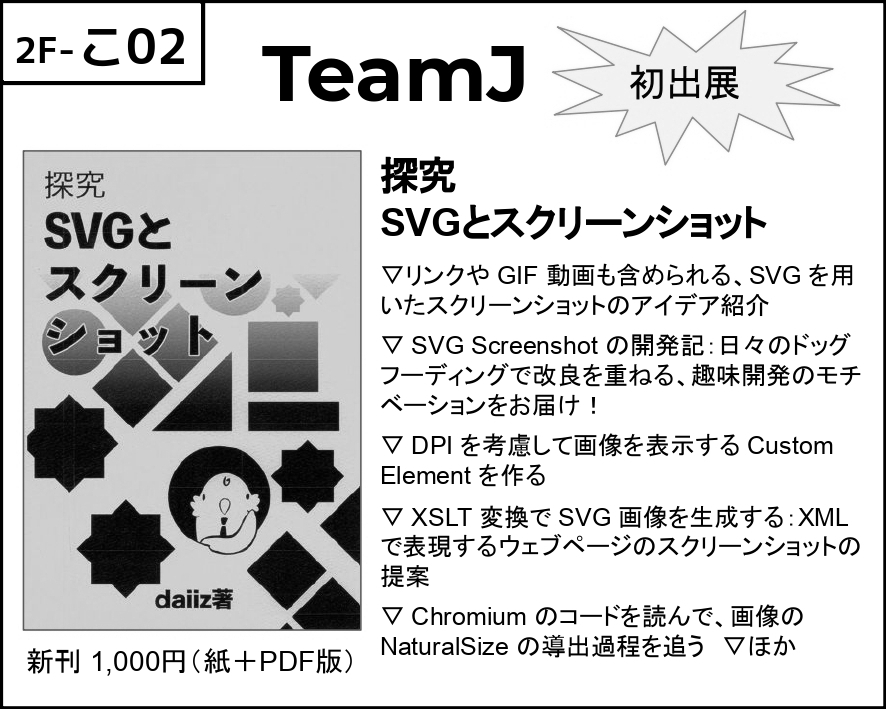 2F-こ02
TeamJ
初出展
探究
SVGと
スクリーン
ショット
daiiz著
新刊 1,000円(紙+PDF版)
探究
SVGとスクリーンショット
▽リンクや GIF 動画も含められる、SVG を用
いたスクリーンショットのアイデア紹介
▽ SVG Screenshot の開発記:日々のドッグ
フーディングで改良を重ねる、趣味開発のモチ
ベーションをお届け!
▽ DPI を考慮して画像を表示する Custom
Element を作る
▽ XSLT 変換で SVG 画像を生成する:XML
で表現するウェブページのスクリーンショットの
提案
▽ Chromium のコードを読んで、画像の
NaturalSize の導出過程を追う ▽ほか